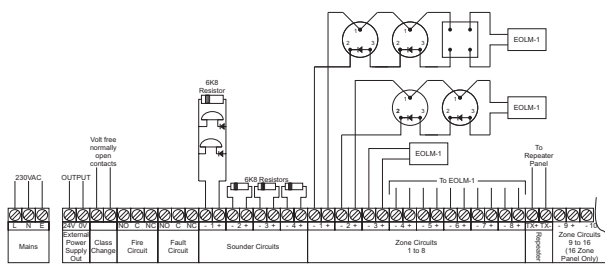 1
2
3
1
2
3
EOLM-1
6K8
Resistor
1
2
3
1
2
3
EOLM-1
Volt free
normally
open
contacts
EOLM-1
To
Repeater
Panel
230VAC
OUTPUT
6K8 Resistors
To EOLM-1
L N E
24V 0V
NO C NC
NO C NC
- 1 +
- 2 +
- 3 +
- 4 +
- 1 +
- 2 +
- 3 +
- 4 +
- 5 +
- 6 +
- 7 +
- 8 +
TX+ TX-
- 9 +
- 10
Mains
External
Power
Supply
Out
Class
Change
Fire
Circuit
Fault
Circuit
Sounder Circuits
Zone Circuits
1 to 8
Repeater
Zone Circuits
9 to 16
(16 Zone
Panel Only)